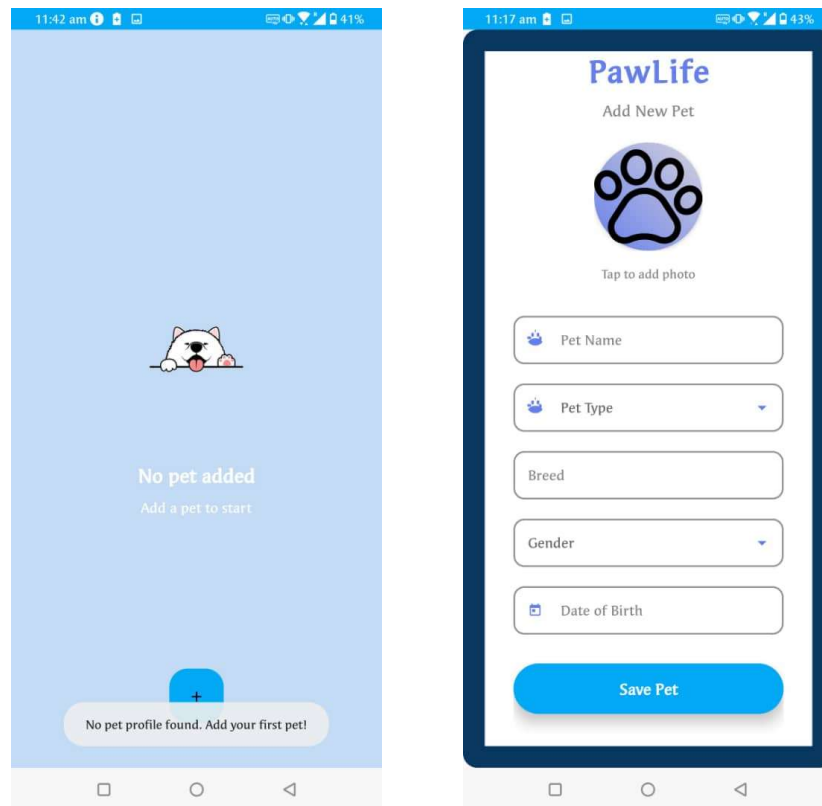 11:42 am
41%
No pet added
Add a pet to start
+
No pet profile found. Add your first pet!
11:17 am
43%
PawLife
Add New Pet
Tap to add photo
Pet Name
Pet Type
Breed
Gender
Date of Birth
Save Pet